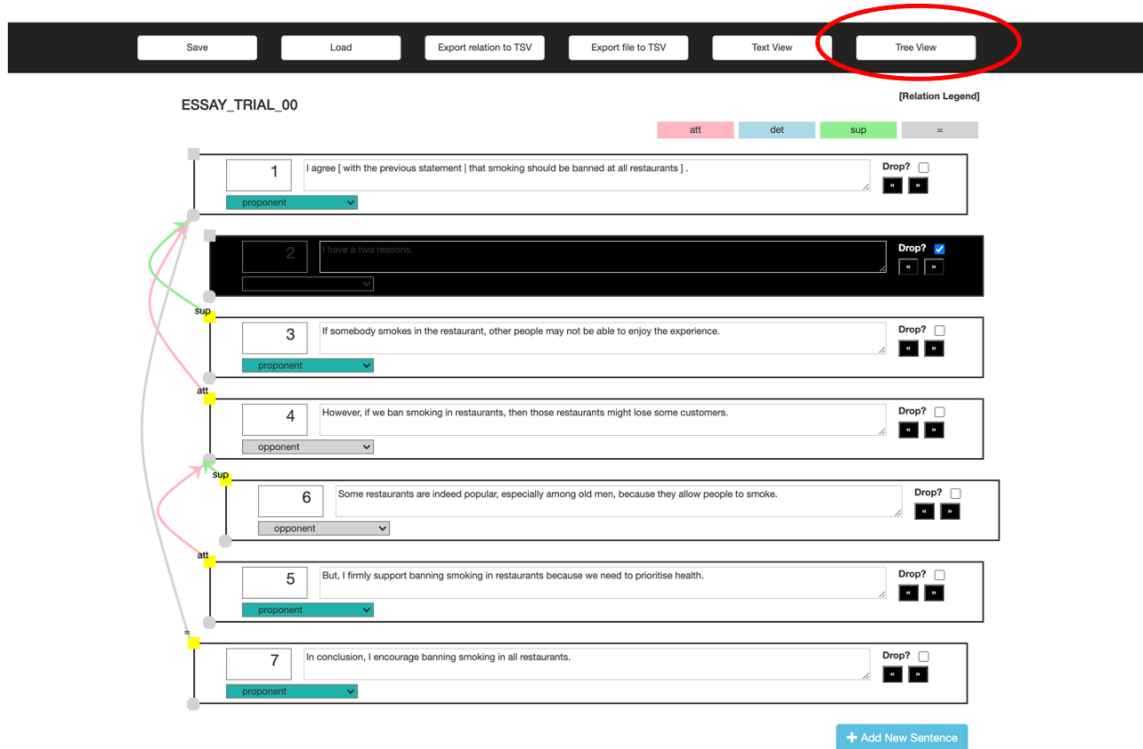 Save Load Export relation to TSV Export file to TSV Text View Tree View
ESSAY_TRIAL_00
[Relation Legend]
att det sup =
1 I agree [ with the previous statement | that smoking should be banned at all restaurants ] . Drop?
« »
proponent
2 I have a two reasons. Drop?
« »
sup
3 If somebody smokes in the restaurant, other people may not be able to enjoy the experience. Drop?
« »
proponent
att
4 However, if we ban smoking in restaurants, then those restaurants might lose some customers. Drop?
« »
opponent
sup
6 Some restaurants are indeed popular, especially among old men, because they allow people to smoke. Drop?
« »
opponent
att
5 But, I firmly support banning smoking in restaurants because we need to prioritise health. Drop?
« »
proponent
=
7 In conclusion, I encourage banning smoking in all restaurants. Drop?
« »
proponent
+ Add New Sentence